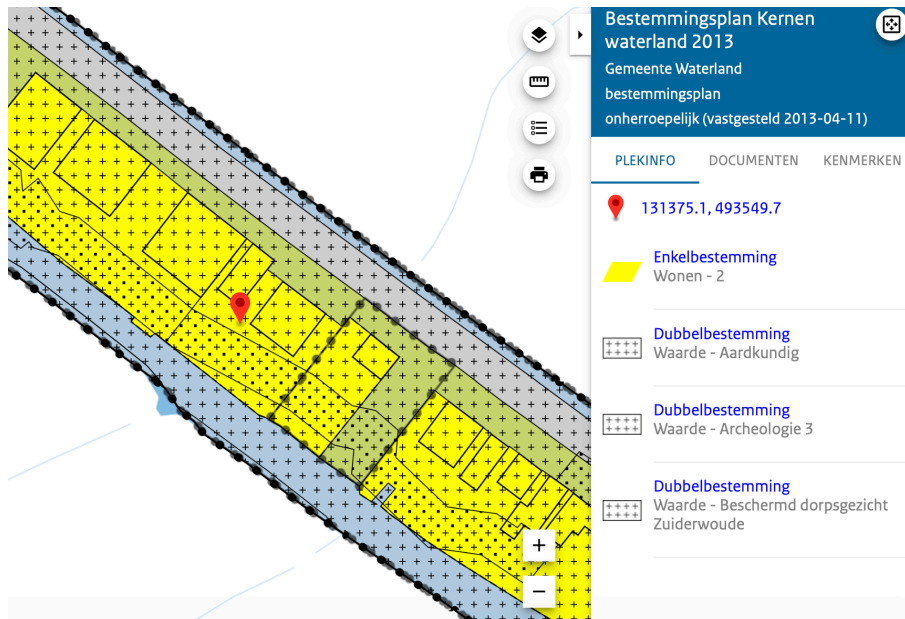 Bestemmingsplan Kernen
waterland 2013
Gemeente Waterland
bestemmingsplan
onherroepelijk (vastgesteld 2013-04-11)
PLEKINFO DOCUMENTEN KENMERKEN
131375.1, 493549.7
Enkelbestemming
Wonen - 2
Dubbelbestemming
Waarde - Aardkundig
Dubbelbestemming
Waarde - Archeologie 3
Dubbelbestemming
Waarde - Beschermd dorpsgezicht
Zuiderwoude